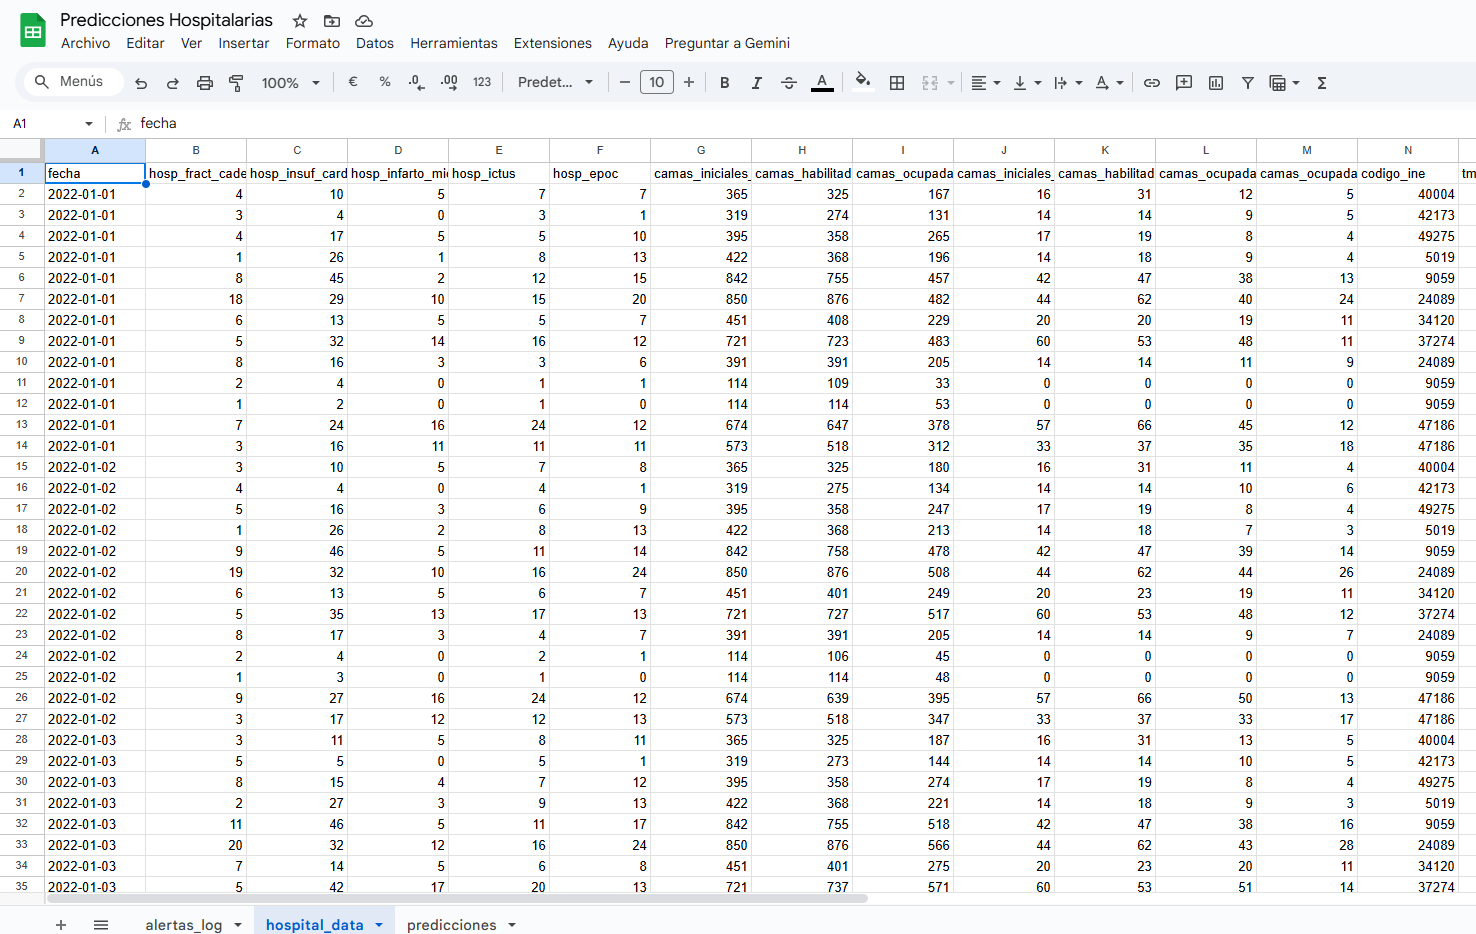 Predicciones Hospitalarias
Archivo Editar Ver Insertar Formato Datos Herramientas Extensiones Ayuda Preguntar a Gemini
Menús 100% € % .0 .00 123 Predet... 10 B I A Σ
A1 fx fecha
A B C D E F G H I J K L M N
1 fecha hosp_fract_cade hosp_insuf_card hosp_infarto_mi hosp_ictus hosp_epoc camas_iniciales_ camas_habilitad camas_ocupada camas_iniciales_ camas_habilitad camas_ocupada camas_ocupada codigo_ine tm
2 2022-01-01 4 10 5 7 7 365 325 167 16 31 12 5 40004
3 2022-01-01 3 4 0 3 1 319 274 131 14 14 9 5 42173
4 2022-01-01 4 17 5 5 10 395 358 265 17 19 8 4 49275
5 2022-01-01 1 26 1 8 13 422 368 196 14 18 9 4 5019
6 2022-01-01 8 45 2 12 15 842 755 457 42 47 38 13 9059
7 2022-01-01 18 29 10 15 20 850 876 482 44 62 40 24 24089
8 2022-01-01 6 13 5 5 7 451 408 229 20 20 19 11 34120
9 2022-01-01 5 32 14 16 12 721 723 483 60 53 48 11 37274
10 2022-01-01 8 16 3 3 6 391 391 205 14 14 11 9 24089
11 2022-01-01 2 4 0 1 1 114 109 33 0 0 0 0 9059
12 2022-01-01 1 2 0 1 0 114 114 53 0 0 0 0 9059
13 2022-01-01 7 24 16 24 12 674 647 378 57 66 45 12 47186
14 2022-01-01 3 16 11 11 11 573 518 312 33 37 35 18 47186
15 2022-01-02 3 10 5 7 8 365 325 180 16 31 11 4 40004
16 2022-01-02 4 4 0 4 1 319 275 134 14 14 10 6 42173
17 2022-01-02 5 16 3 6 9 395 358 247 17 19 8 4 49275
18 2022-01-02 1 26 2 8 13 422 368 213 14 18 7 3 5019
19 2022-01-02 9 46 5 11 14 842 758 478 42 47 39 14 9059
20 2022-01-02 19 32 10 16 24 850 876 508 44 62 44 26 24089
21 2022-01-02 6 13 5 6 7 451 401 249 20 23 19 11 34120
22 2022-01-02 5 35 13 17 13 721 727 517 60 53 48 12 37274
23 2022-01-02 8 17 3 4 7 391 391 205 14 14 9 7 24089
24 2022-01-02 2 4 0 2 1 114 106 45 0 0 0 0 9059
25 2022-01-02 1 3 0 1 0 114 114 48 0 0 0 0 9059
26 2022-01-02 9 27 16 24 12 674 639 395 57 66 50 13 47186
27 2022-01-02 3 17 12 12 13 573 518 347 33 37 33 17 47186
28 2022-01-03 3 11 5 8 11 365 325 187 16 31 13 5 40004
29 2022-01-03 5 5 0 5 1 319 273 144 14 14 10 5 42173
30 2022-01-03 8 15 4 7 12 395 358 274 17 19 8 4 49275
31 2022-01-03 2 27 3 9 13 422 368 221 14 18 9 3 5019
32 2022-01-03 11 46 5 11 17 842 755 518 42 47 38 16 9059
33 2022-01-03 20 32 12 16 24 850 876 566 44 62 43 28 24089
34 2022-01-03 7 14 5 6 8 451 401 275 20 23 20 11 34120
35 2022-01-03 5 42 17 20 13 721 737 571 60 53 51 14 37274
alertas_log hospital_data predicciones